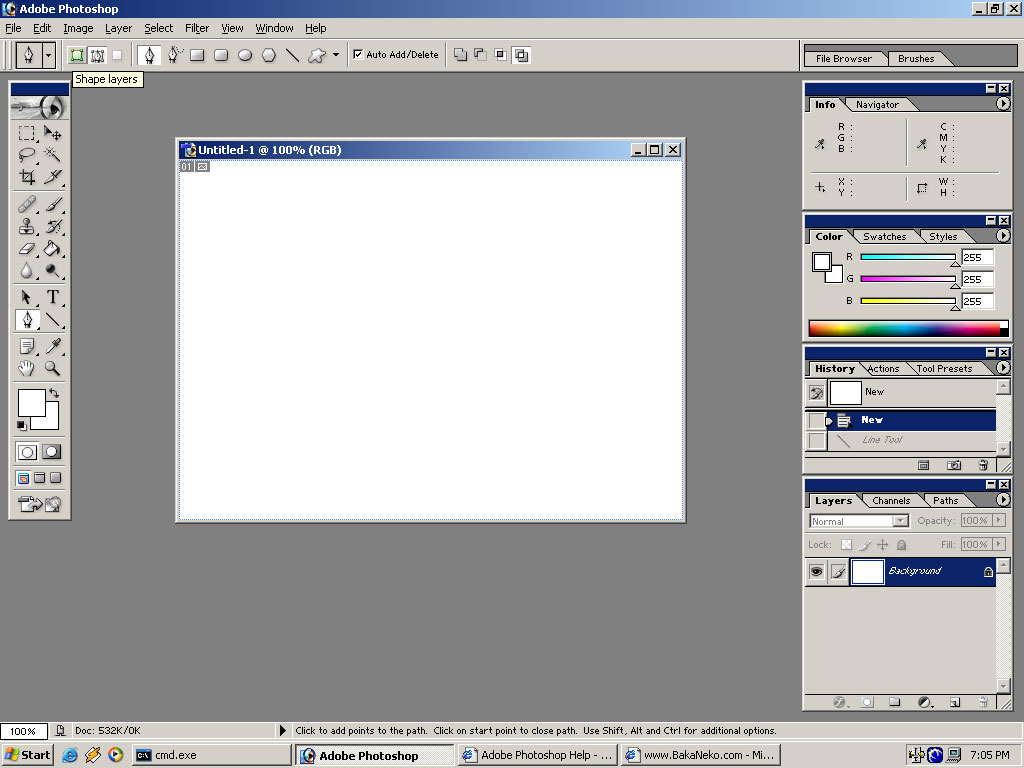 Adobe Photoshop
File Edit Image Layer Select Filter View Window Help
Auto Add/Delete
File Browser Brushes
Shape layers
Untitled-1 @ 100% (RGB)
01
T
Info Navigator
R : C :
G : M :
B : Y :
K :
X : W :
Y : H :
Color Swatches Styles
R 255
G 255
B 255
History Actions Tool Presets
New
New
Line Tool
Layers Channels Paths
Normal Opacity: 100%
Lock: Fill: 100%
Background
100% Doc: 532K/0K Click to add points to the path. Click on start point to close path. Use Shift, Alt and Ctrl for additional options.
Start cmd.exe Adobe Photoshop Adobe Photoshop Help - ... www.BakaNeko.com - Mi... 7:05 PM